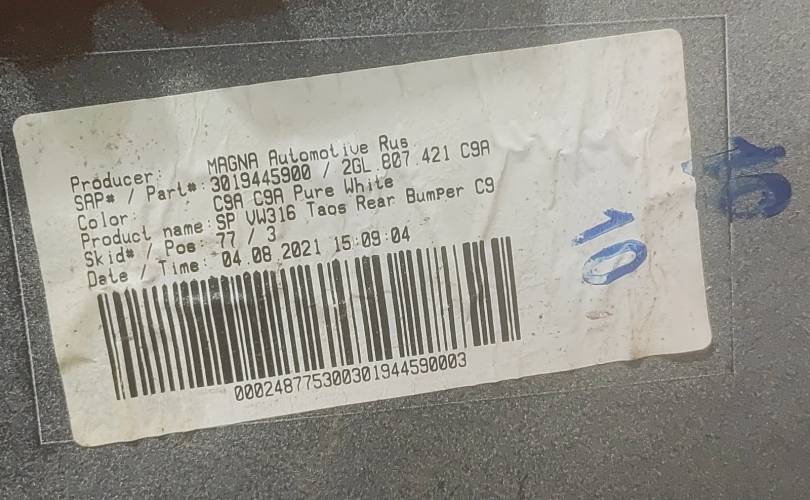 Producer: MAGNA Automotive Rus
SAP# / Part#: 3019445900 / 2GL.807.421 C9A
Color: C9A C9A Pure White
Product name: SP VW316 Taos Rear Bumper C9
Skid# / Pos: 77 / 3
Date / Time: 04.08.2021 15:09:04
000248775300301944590003
10